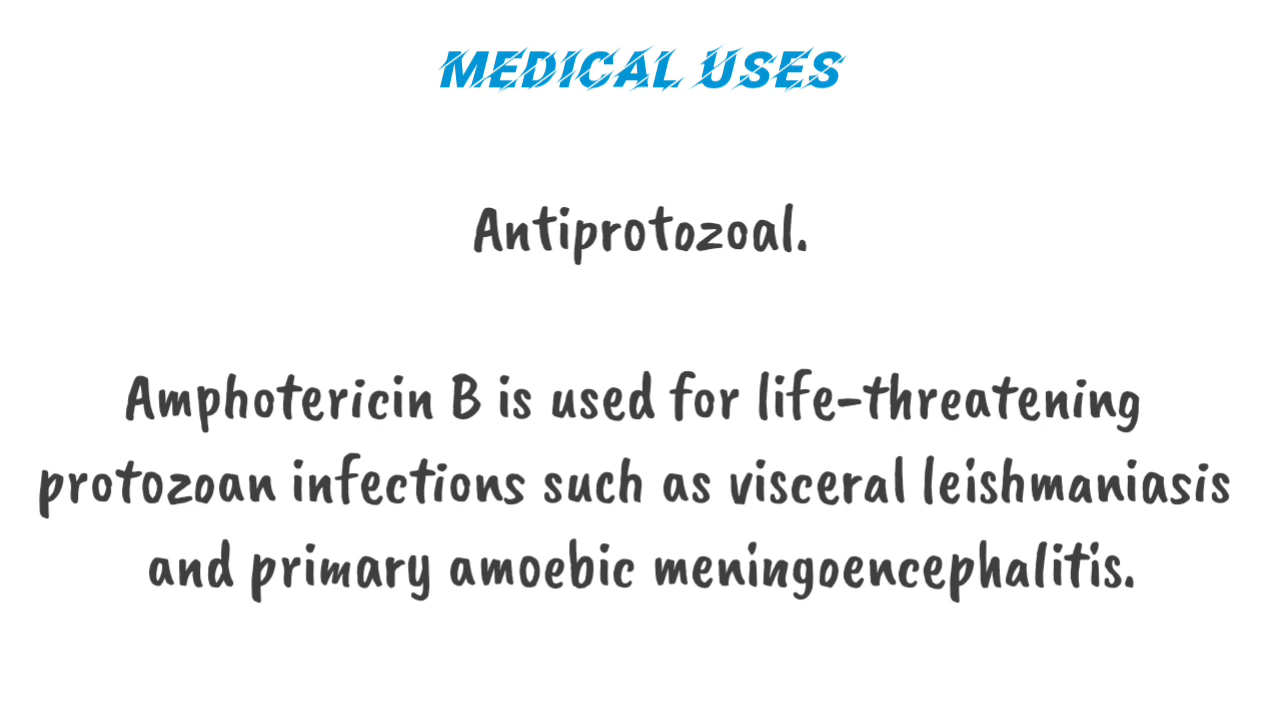 MEDICAL USES
Antiprotozoal.
Amphotericin B is used for life-threatening
protozoan infections such as visceral leishmaniasis
and primary amoebic meningoencephalitis.